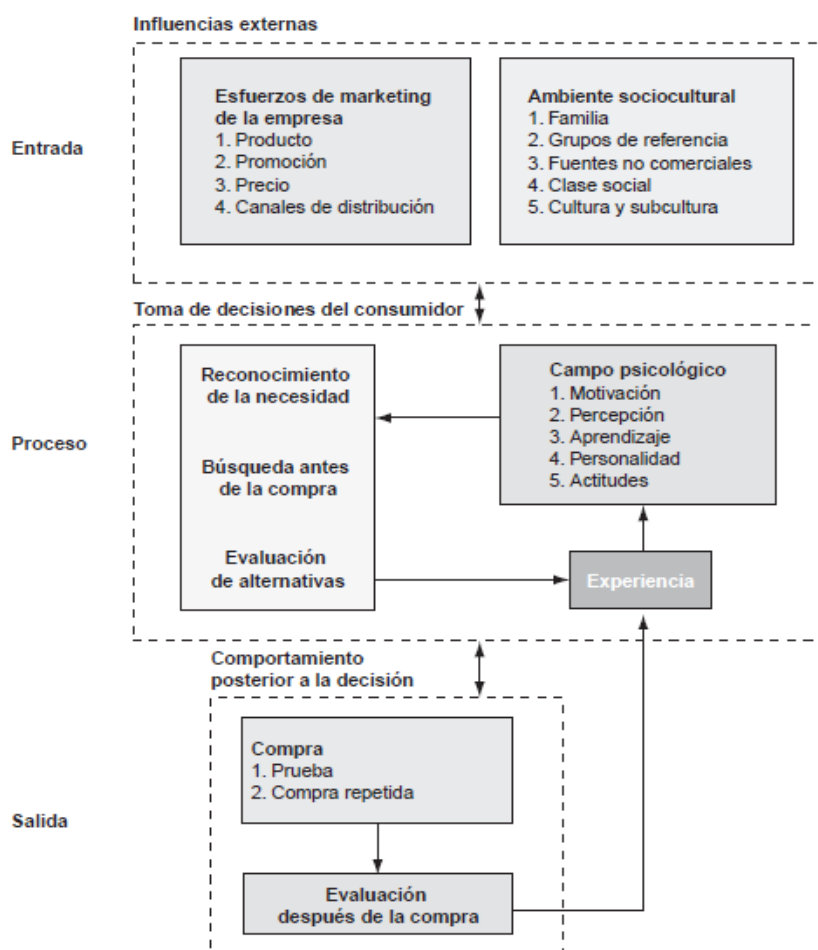 Influencias externas
Entrada
Esfuerzos de marketing
de la empresa
1. Producto
2. Promoción
3. Precio
4. Canales de distribución
Ambiente sociocultural
1. Familia
2. Grupos de referencia
3. Fuentes no comerciales
4. Clase social
5. Cultura y subcultura
Toma de decisiones del consumidor
Proceso
Reconocimiento
de la necesidad
Búsqueda antes
de la compra
Evaluación
de alternativas
Campo psicológico
1. Motivación
2. Percepción
3. Aprendizaje
4. Personalidad
5. Actitudes
Experiencia
Comportamiento
posterior a la decisión
Salida
Compra
1. Prueba
2. Compra repetida
Evaluación
después de la compra